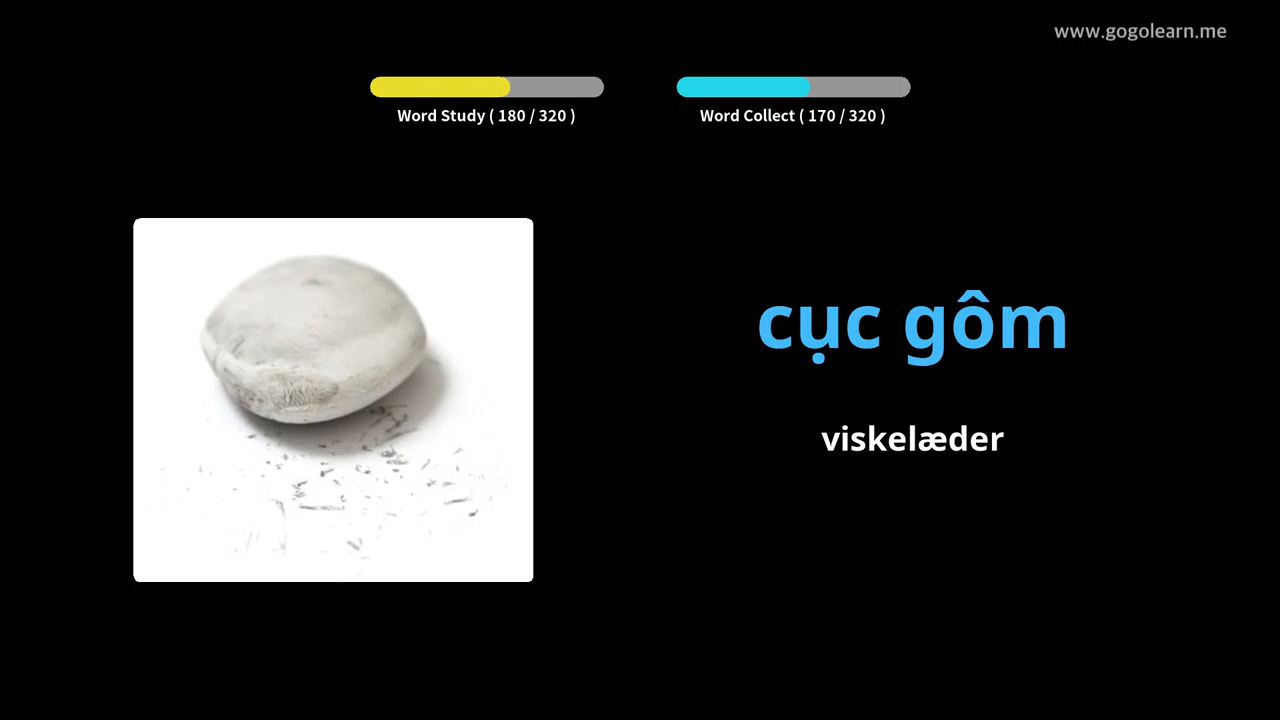 www.gogolearn.me
Word Study ( 180 / 320 )
Word Collect ( 170 / 320 )
cục gôm
viskelæder